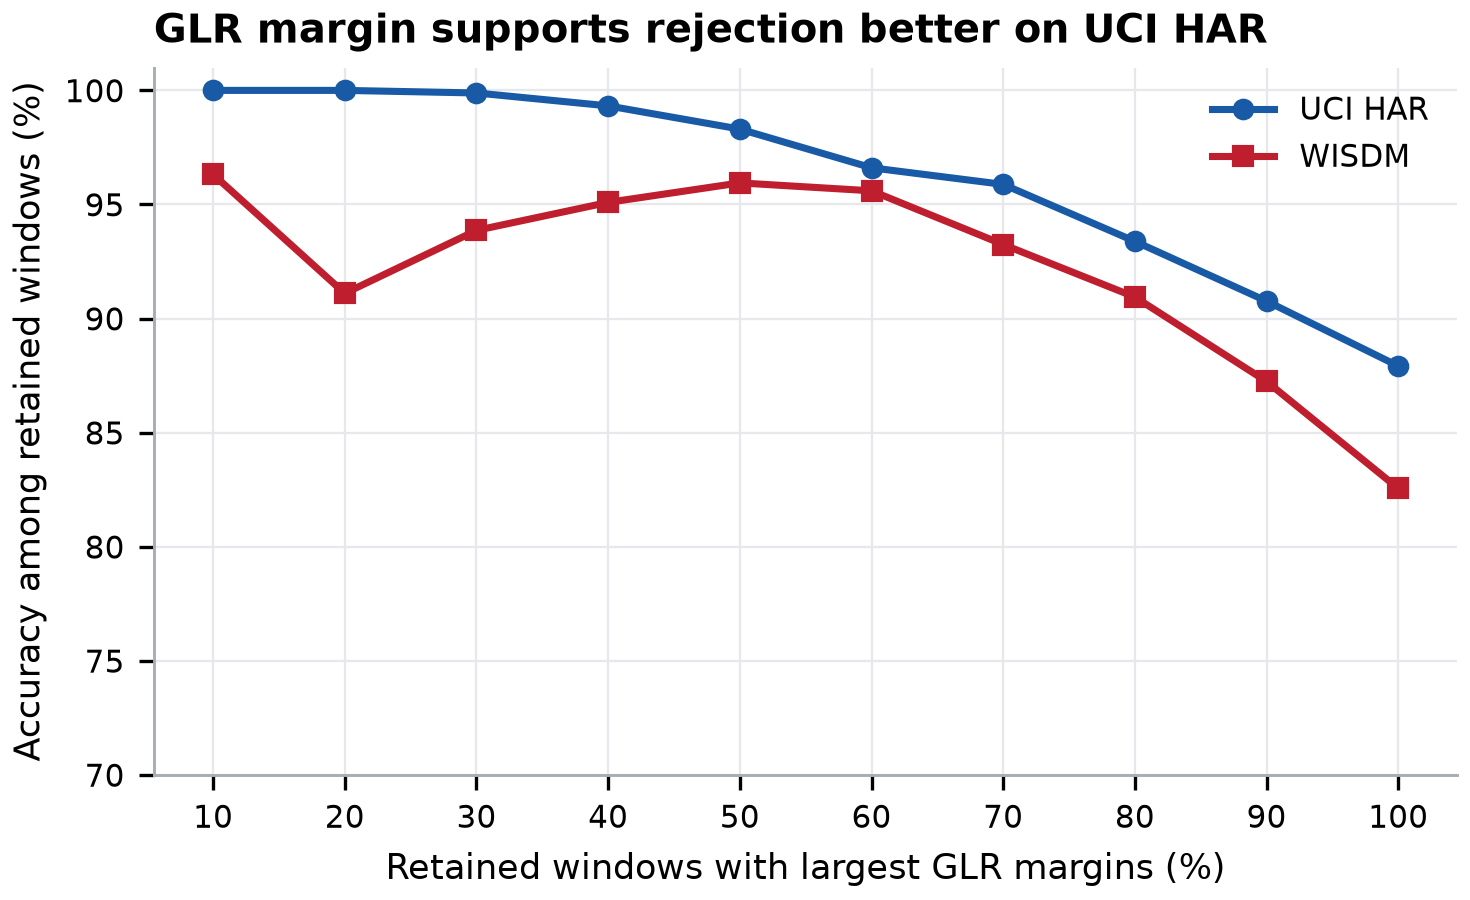 GLR margin supports rejection better on UCI HAR
Accuracy among retained windows (%)
100
95
90
85
80
75
70
UCI HAR
WISDM
10 20 30 40 50 60 70 80 90 100
Retained windows with largest GLR margins (%)